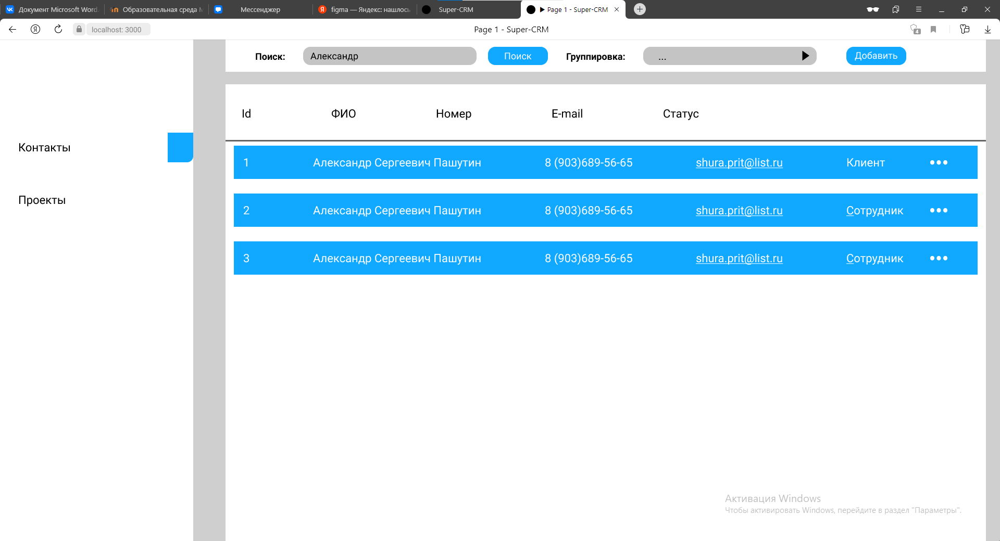 Документ Microsoft Word
Образовательная среда M
Мессенджер
figma — Яндекс: нашлось
Super-CRM
Page 1 - Super-CRM
localhost: 3000
Page 1 - Super-CRM
4
Поиск:
Александр
Поиск
Группировка:
...
Добавить
Контакты
Проекты
Id ФИО Номер E-mail Статус
1 Александр Сергеевич Пашутин 8 (903)689-56-65 shura.prit@list.ru Клиент
2 Александр Сергеевич Пашутин 8 (903)689-56-65 shura.prit@list.ru Сотрудник
3 Александр Сергеевич Пашутин 8 (903)689-56-65 shura.prit@list.ru Сотрудник
Активация Windows
Чтобы активировать Windows, перейдите в раздел "Параметры".